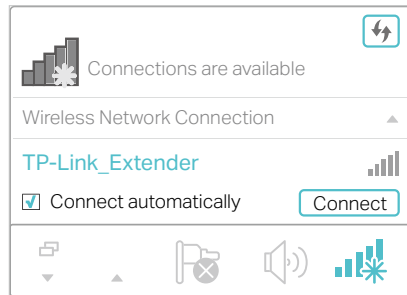 Connections are available
Wireless Network Connection
TP-Link_Extender
Connect automatically
Connect